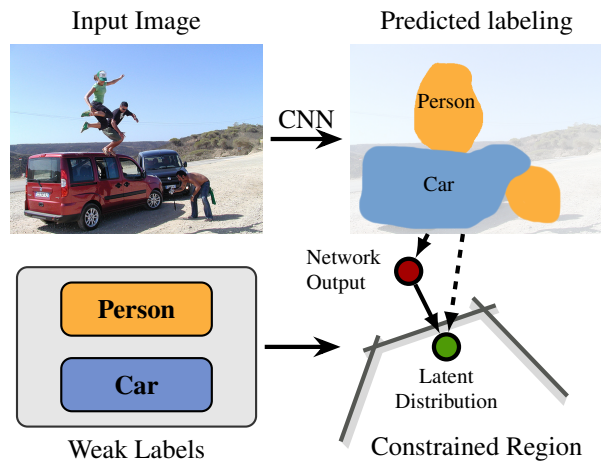 Input Image
Predicted labeling
CNN
Person
Car
Network
Output
Person
Car
Latent
Distribution
Weak Labels
Constrained Region